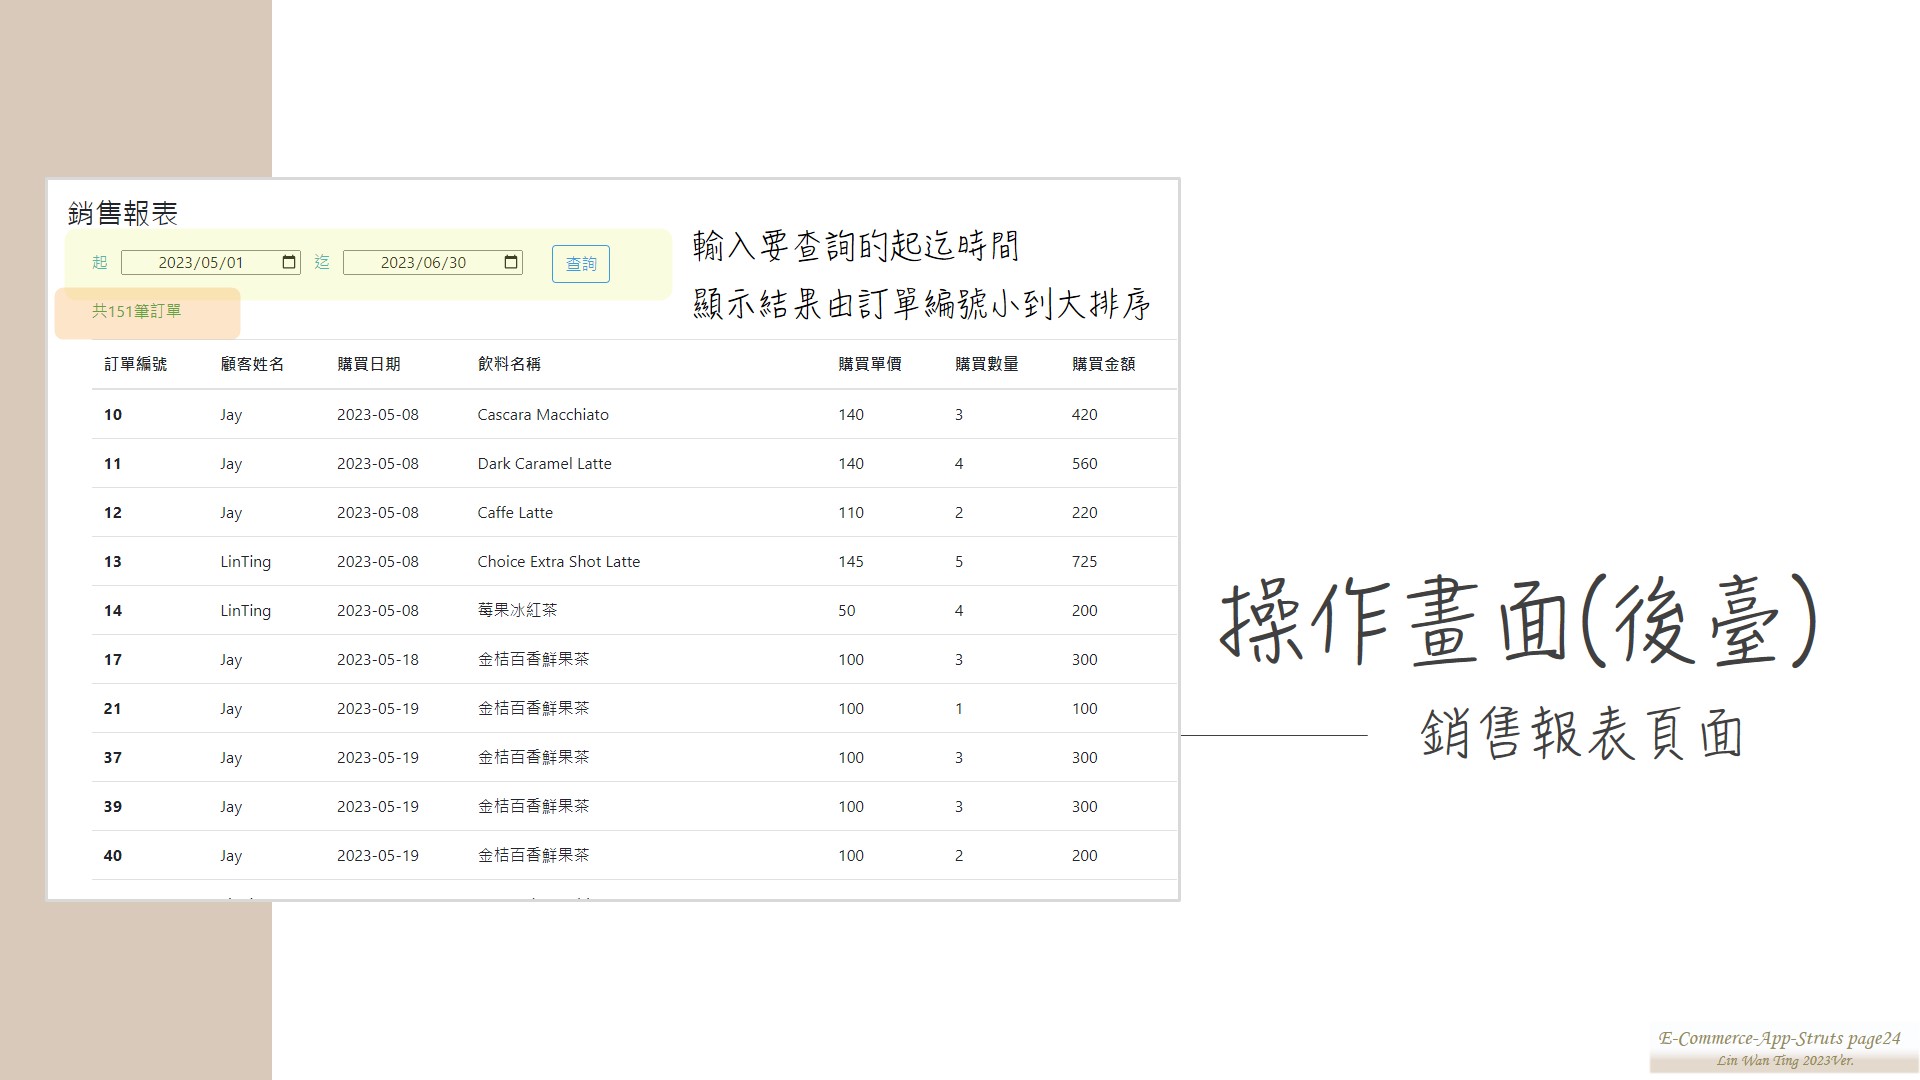 銷售報表
起 2023/05/01 迄 2023/06/30 查詢
輸入要查詢的起迄時間
顯示結果由訂單編號小到大排序
共151筆訂單
訂單編號 顧客姓名 購買日期 飲料名稱 購買單價 購買數量 購買金額
10 Jay 2023-05-08 Cascara Macchiato 140 3 420
11 Jay 2023-05-08 Dark Caramel Latte 140 4 560
12 Jay 2023-05-08 Caffe Latte 110 2 220
13 LinTing 2023-05-08 Choice Extra Shot Latte 145 5 725
14 LinTing 2023-05-08 莓果冰紅茶 50 4 200
17 Jay 2023-05-18 金桔百香鮮果茶 100 3 300
21 Jay 2023-05-19 金桔百香鮮果茶 100 1 100
37 Jay 2023-05-19 金桔百香鮮果茶 100 3 300
39 Jay 2023-05-19 金桔百香鮮果茶 100 3 300
40 Jay 2023-05-19 金桔百香鮮果茶 100 2 200
操作畫面(後臺)
銷售報表頁面
E-Commerce-App-Struts page24
Lin Wan Ting 2023Ver.